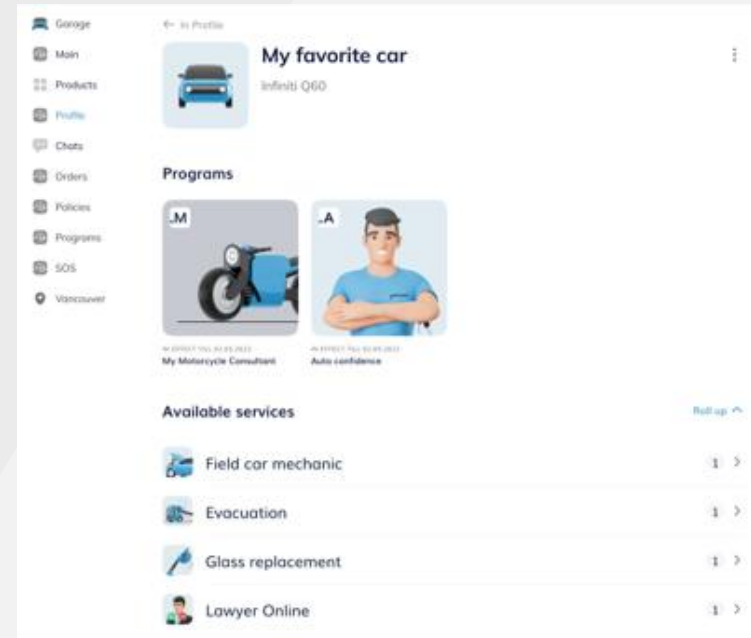 Garage
← In Profile
Main
My favorite car
Products
Infiniti Q60
Profile
Chats
Orders
Programs
Policies
.M
.A
Programs
SOS
Vancouver
My Motorcycle Consultant
Auto confidence
Available services
Roll up
Field car mechanic
1
Evacuation
1
Glass replacement
1
Lawyer Online
1